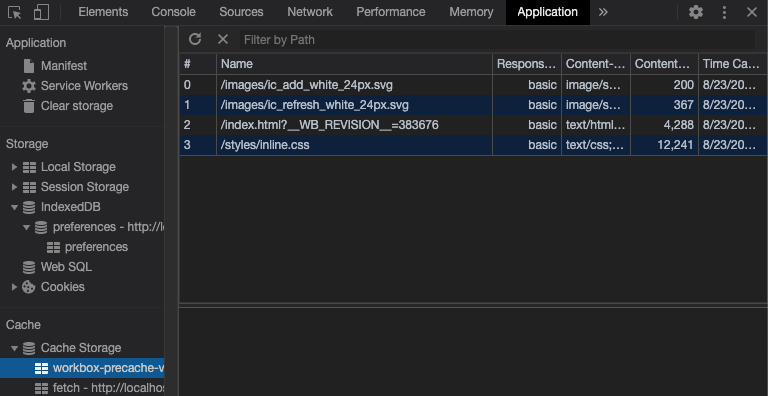 Elements Console Sources Network Performance Memory Application »
Application
Manifest
Service Workers
Clear storage
Storage
Local Storage
Session Storage
IndexedDB
preferences - http://l
preferences
Web SQL
Cookies
Cache
Cache Storage
workbox-precache-v
fetch - http://localhos
Filter by Path
# Name Respons... Content-... Content... Time Ca...
0 /images/ic_add_white_24px.svg basic image/s... 200 8/23/20...
1 /images/ic_refresh_white_24px.svg basic image/s... 367 8/23/20...
2 /index.html?__WB_REVISION__=383676 basic text/html... 4,288 8/23/20...
3 /styles/inline.css basic text/css;... 12,241 8/23/20...